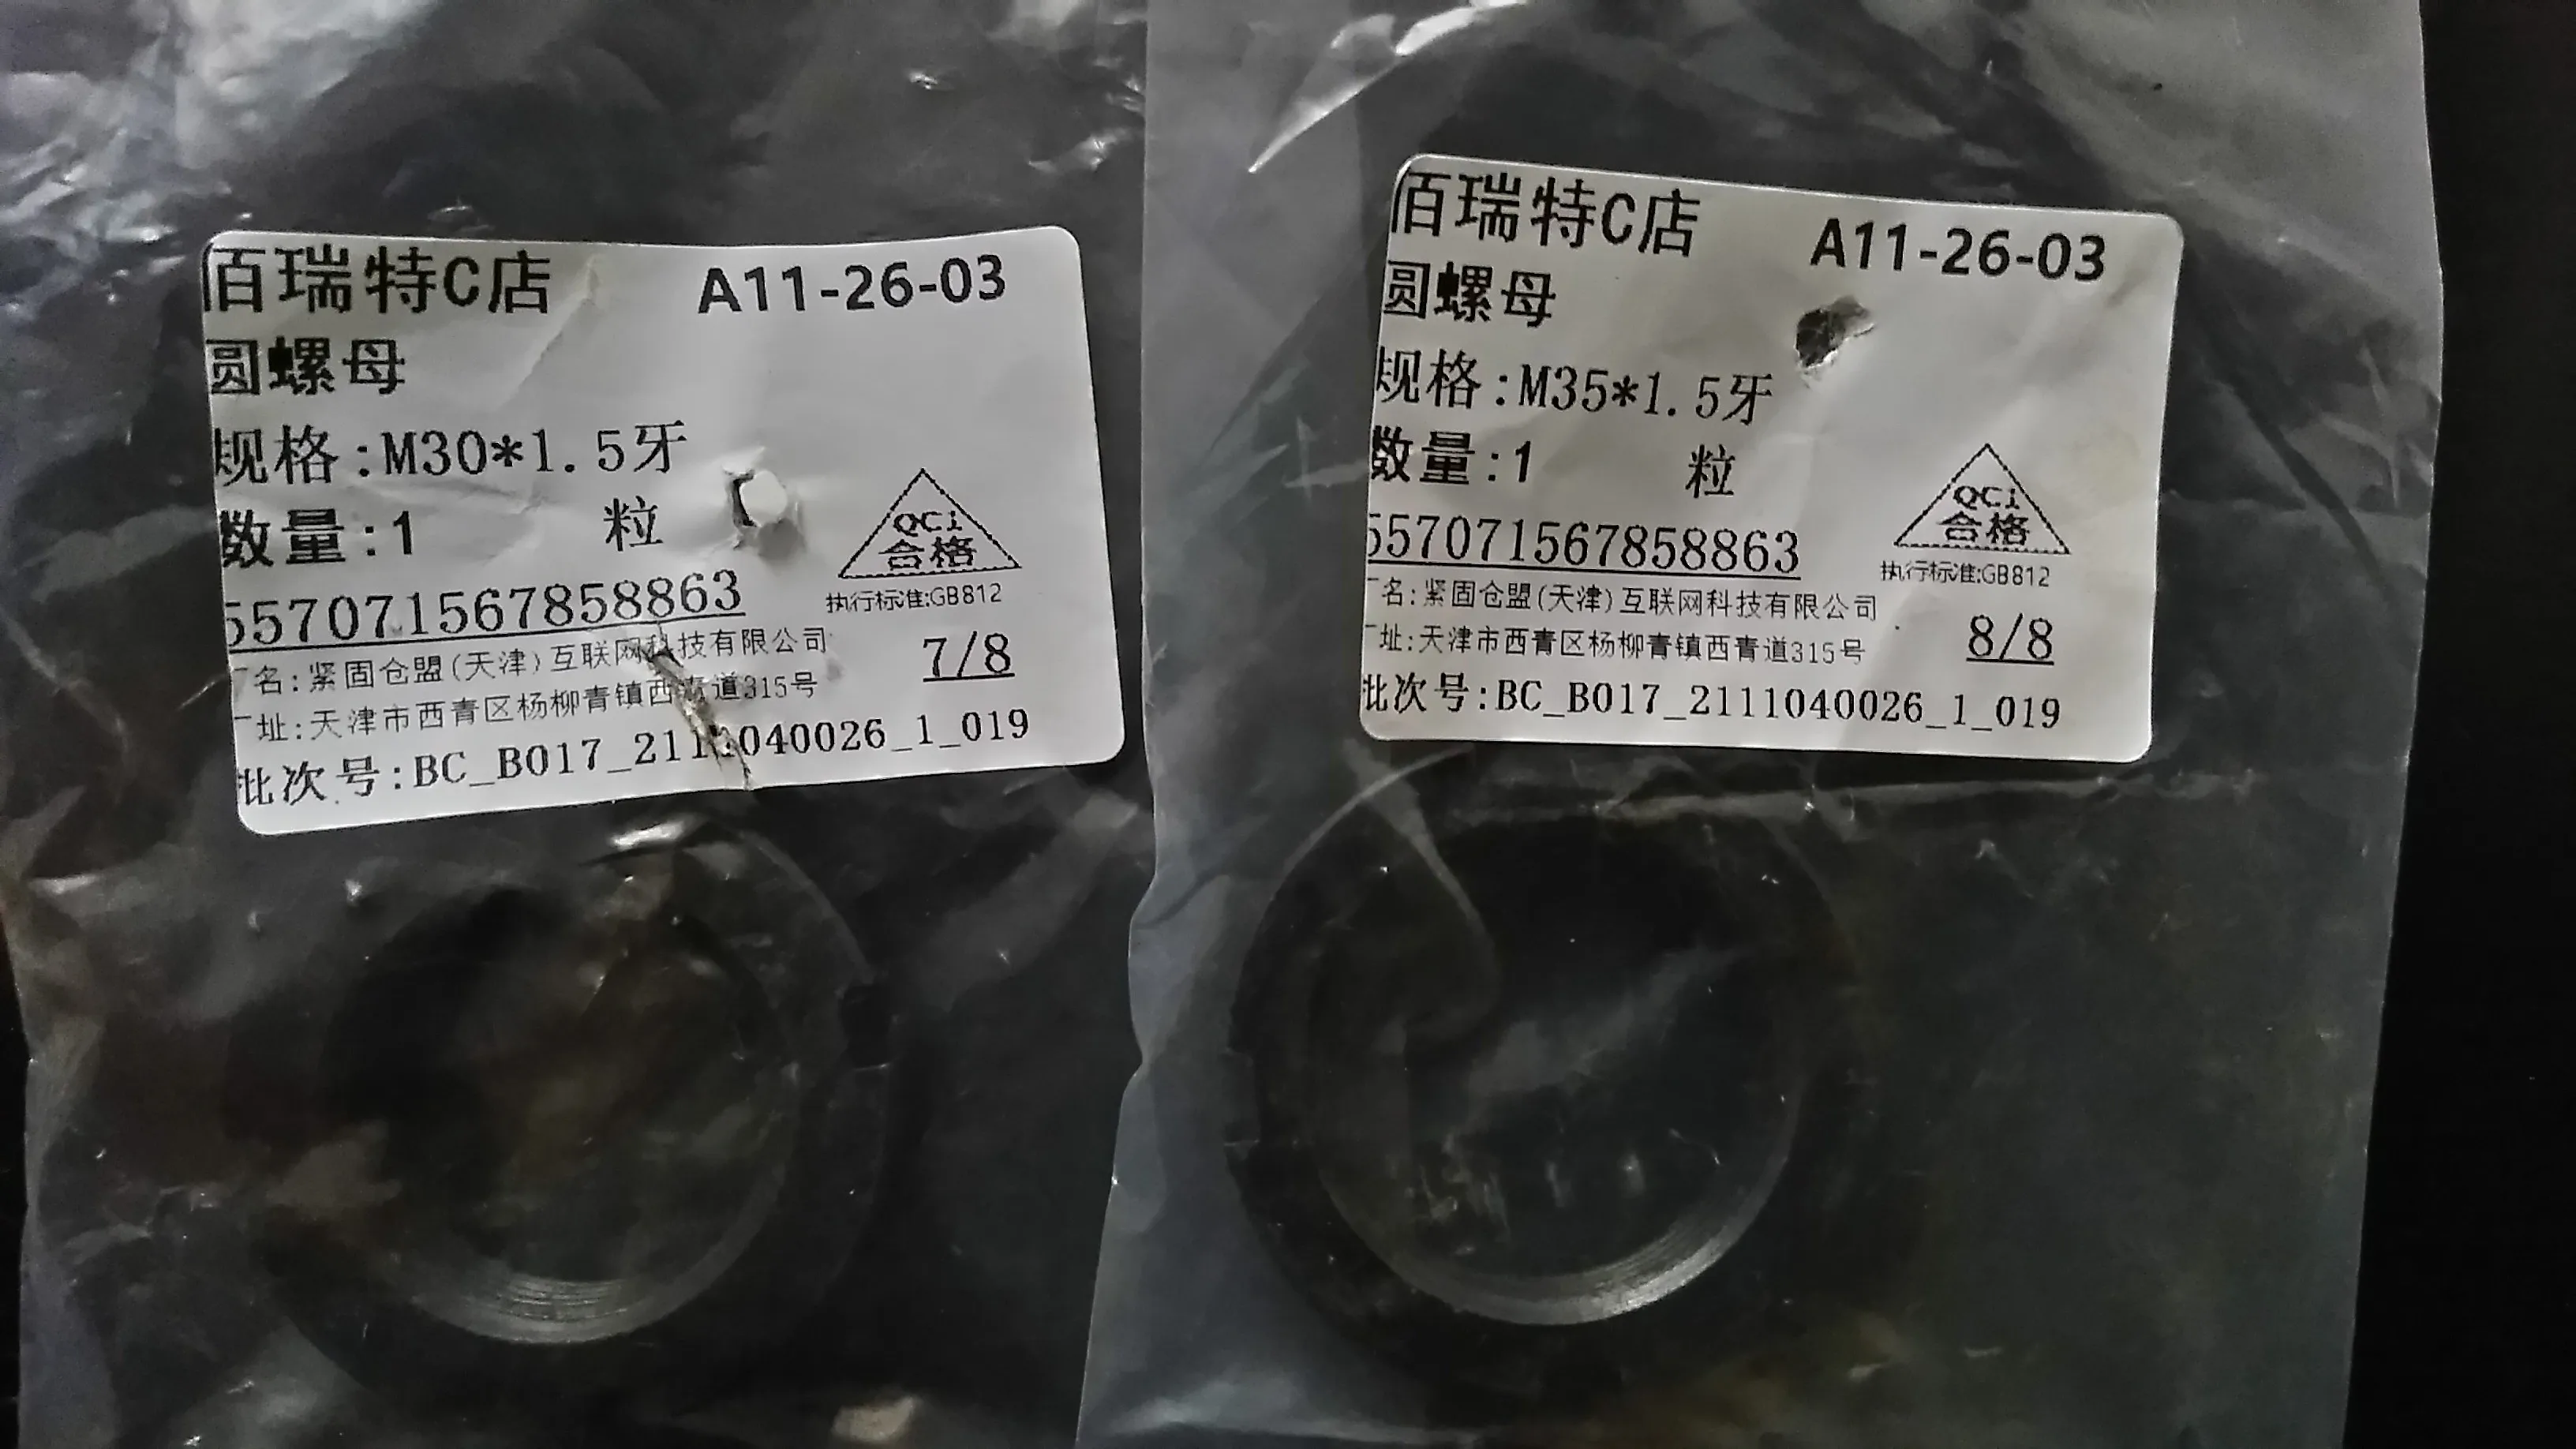 佰瑞特C店 A11-26-03
圆螺母
规格:M30*1.5牙
数量:1 粒
QC1
合格
执行标准:GB812
557071567858863
厂名:紧固仓盟(天津)互联网科技有限公司
7/8
厂址:天津市西青区杨柳青镇西青道315号
批次号:BC_B017_2111040026_1_019
佰瑞特C店 A11-26-03
圆螺母
规格:M35*1.5牙
数量:1 粒
QC1
合格
执行标准:GB812
557071567858863
厂名:紧固仓盟(天津)互联网科技有限公司
8/8
厂址:天津市西青区杨柳青镇西青道315号
批次号:BC_B017_2111040026_1_019